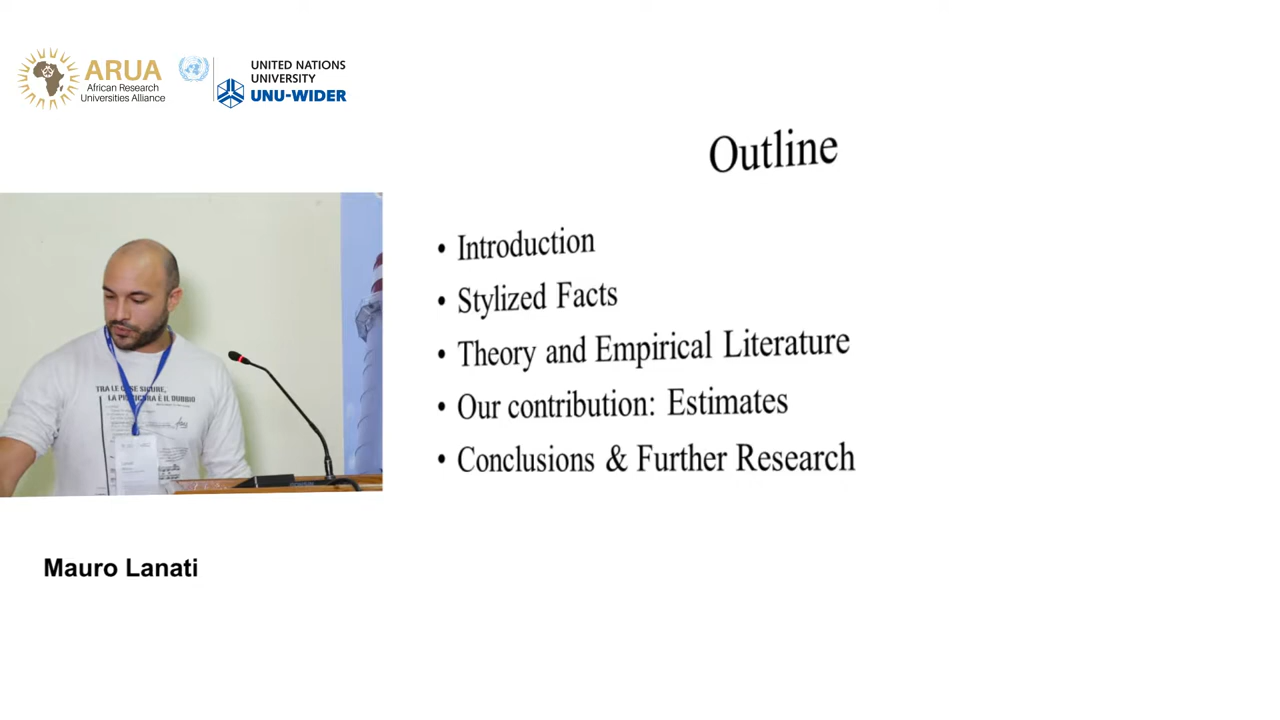 ARUA
African Research
Universities Alliance
UNITED NATIONS
UNIVERSITY
UNU-WIDER
Outline
• Introduction
• Stylized Facts
• Theory and Empirical Literature
• Our contribution: Estimates
• Conclusions & Further Research
TRA LE COSE SICURE,
LA PIÙ SICURA È IL DUBBIO
Mauro Lanati